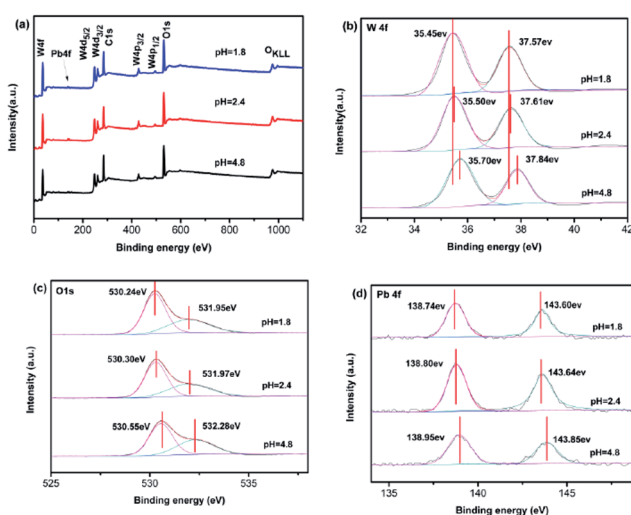 (a)
W4f
Pb4f
W4d5/2
W4d3/2
C1s
W4p3/2
W4p1/2
O1s
OKLL
pH=1.8
pH=2.4
pH=4.8
Intensity(a.u.)
0 200 400 600 800 1000
Binding energy (eV)
(b) W 4f
35.45ev 37.57ev
pH=1.8
35.50ev 37.61ev
pH=2.4
35.70ev 37.84ev
pH=4.8
Intensity(a.u.)
32 34 36 38 40 42
Binding energy (eV)
(c) O1s
530.24eV 531.95eV
pH=1.8
530.30eV 531.97eV
pH=2.4
530.55eV 532.28eV
pH=4.8
Intensity (a.u.)
525 530 535
Binding energy (eV)
(d) Pb 4f
138.74ev 143.60ev
pH=1.8
138.80ev 143.64ev
pH=2.4
138.95ev 143.85ev
pH=4.8
Intensity (a.u.)
135 140 145
Binding energy (eV)